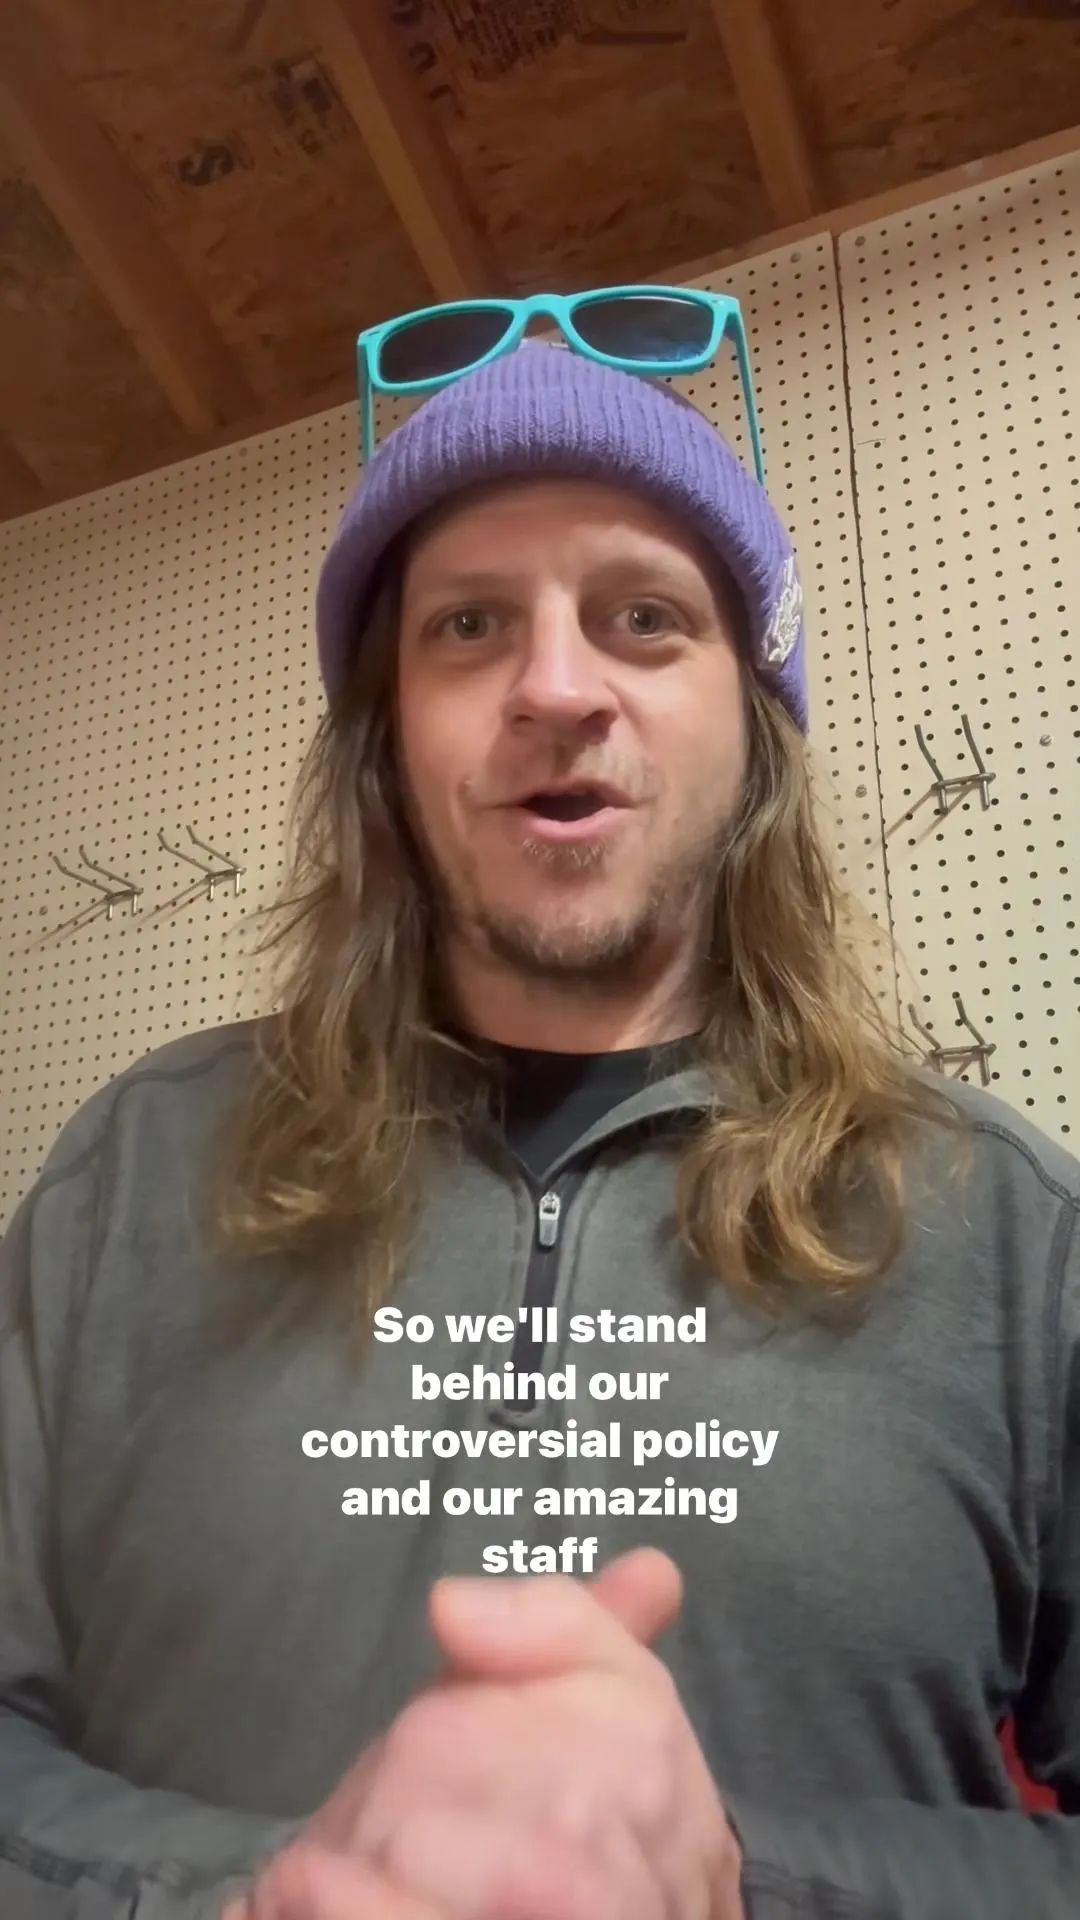 So we'll stand
behind our
controversial policy
and our amazing
staff